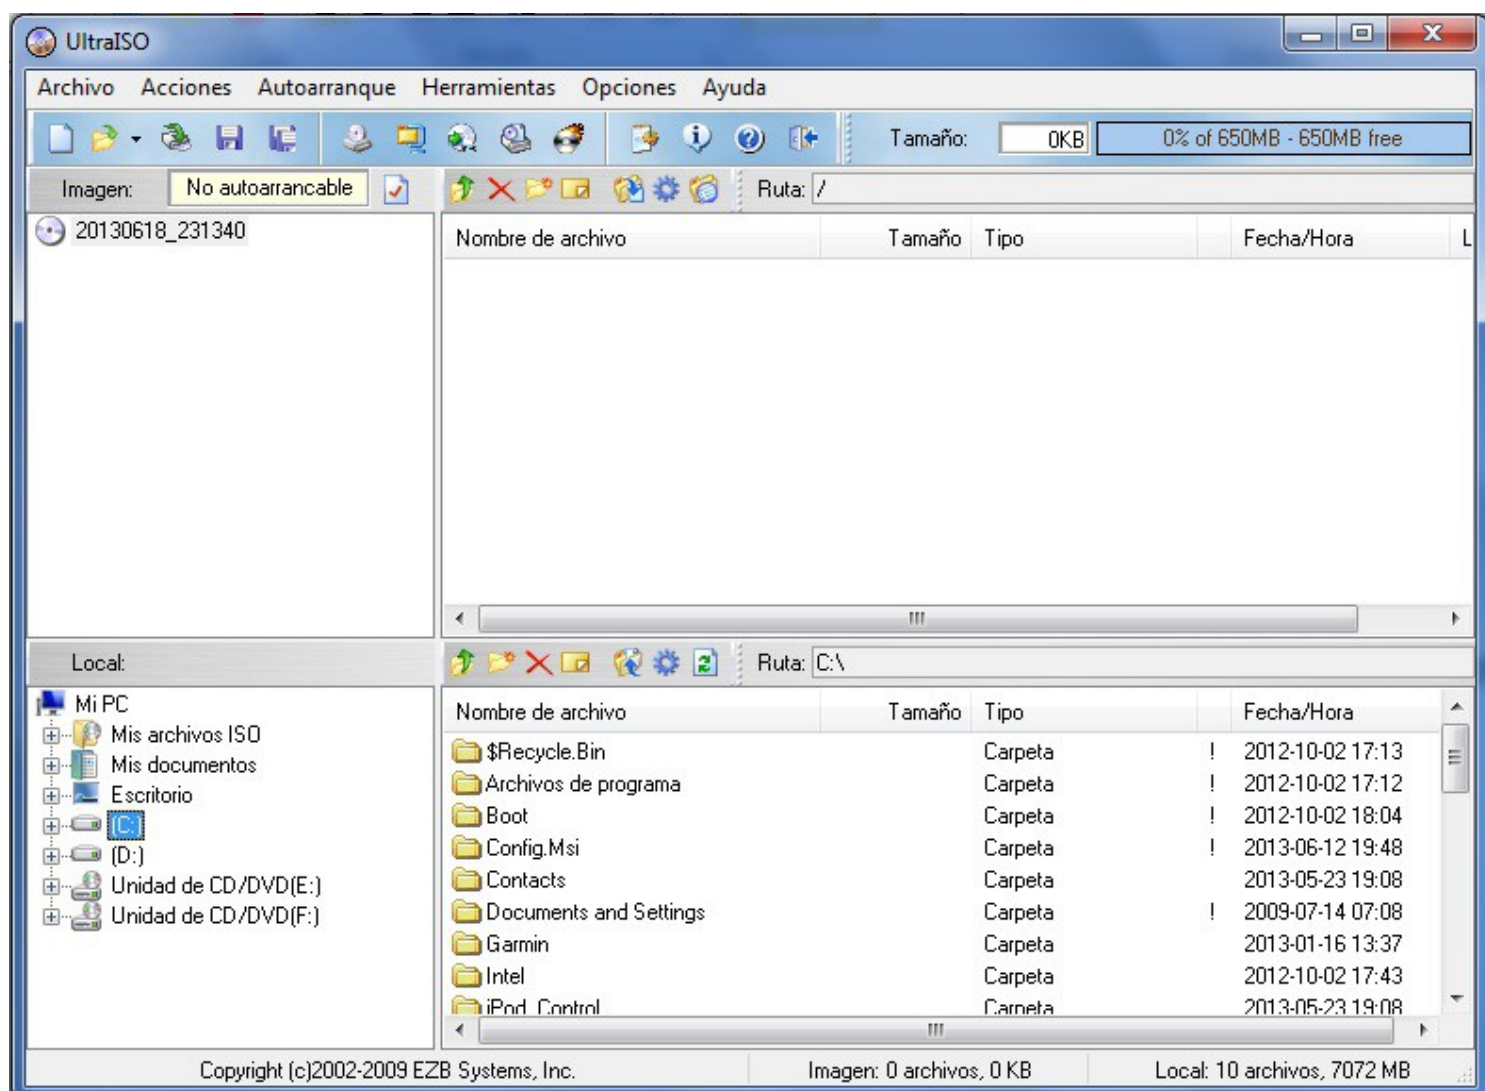 UltraISO
Archivo Acciones Autoarranque Herramientas Opciones Ayuda
Tamaño: 0KB 0% of 650MB - 650MB free
Imagen: No autoarrancable Ruta: /
20130618_231340
Nombre de archivo Tamaño Tipo Fecha/Hora L
Local: Ruta: C:\
Mi PC
Mis archivos ISO
Mis documentos
Escritorio
(C:)
(D:)
Unidad de CD/DVD(E:)
Unidad de CD/DVD(F:)
Nombre de archivo Tamaño Tipo Fecha/Hora
$Recycle.Bin Carpeta ! 2012-10-02 17:13
Archivos de programa Carpeta ! 2012-10-02 17:12
Boot Carpeta ! 2012-10-02 18:04
Config.Msi Carpeta ! 2013-06-12 19:48
Contacts Carpeta 2013-05-23 19:08
Documents and Settings Carpeta ! 2009-07-14 07:08
Garmin Carpeta 2013-01-16 13:37
Intel Carpeta 2012-10-02 17:43
iPod_Control Carpeta 2013-05-23 19:08
Copyright (c)2002-2009 EZB Systems, Inc. Imagen: 0 archivos, 0 KB Local: 10 archivos, 7072 MB